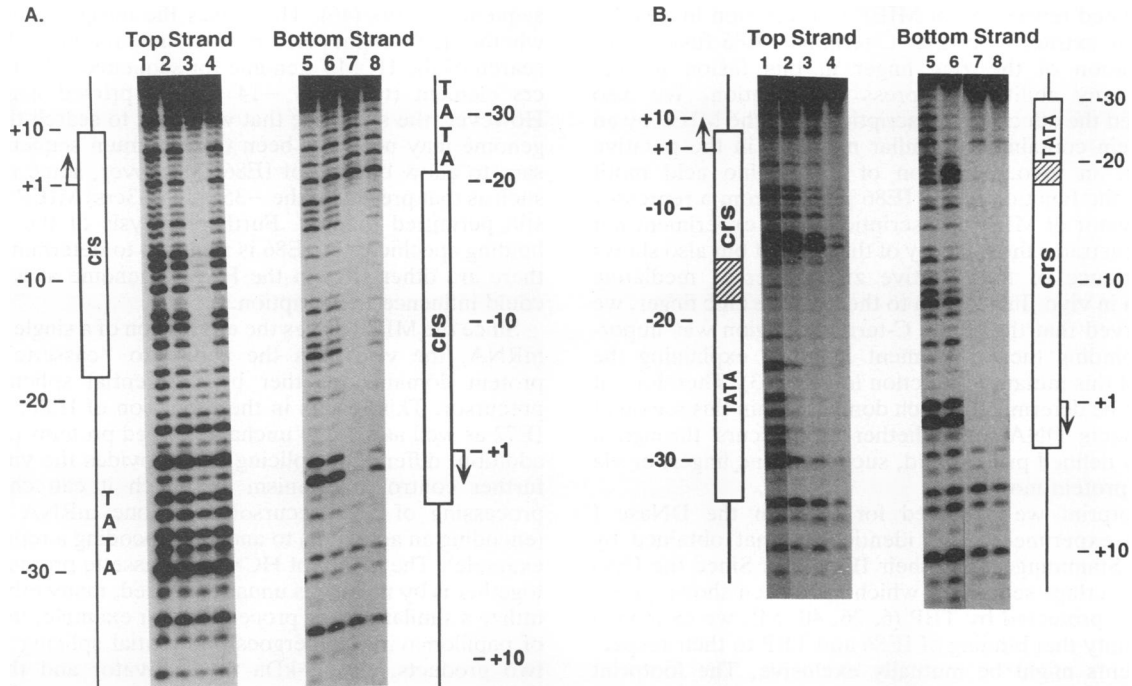 A.
Top Strand
1 2 3 4
Bottom Strand
5 6 7 8
+10
+1
-10
-20
-30
crs
T
A
T
A
T
A
T
A
-30
-20
-10
+1
+10
crs
B.
Top Strand
1 2 3 4
Bottom Strand
5 6 7 8
+10
+1
-10
-20
-30
crs
TATA
-30
-20
-10
+1
+10
TATA
crs